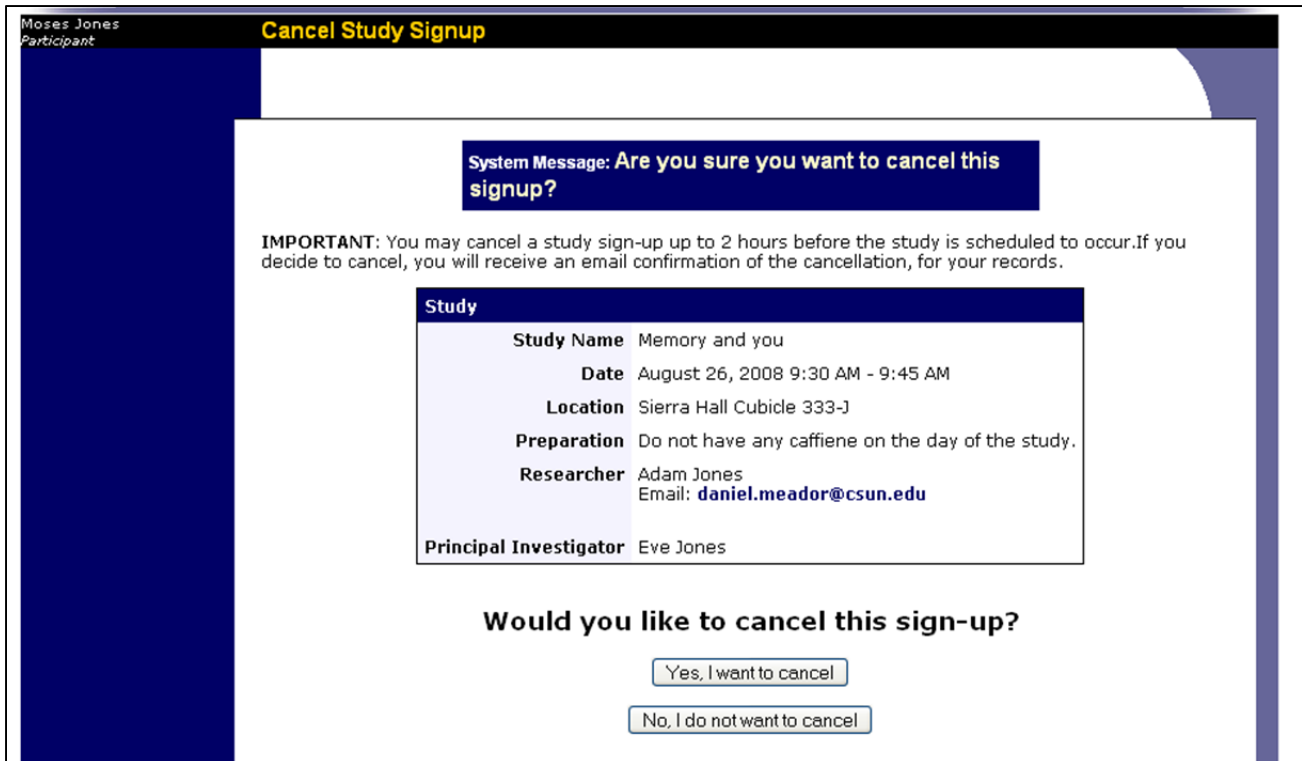 Moses Jones
Participant
Cancel Study Signup
System Message: Are you sure you want to cancel this
signup?
IMPORTANT: You may cancel a study sign-up up to 2 hours before the study is scheduled to occur.If you
decide to cancel, you will receive an email confirmation of the cancellation, for your records.
Study
Study Name Memory and you
Date August 26, 2008 9:30 AM - 9:45 AM
Location Sierra Hall Cubicle 333-J
Preparation Do not have any caffiene on the day of the study.
Researcher Adam Jones
Email: daniel.meador@csun.edu
Principal Investigator Eve Jones
Would you like to cancel this sign-up?
Yes, I want to cancel
No, I do not want to cancel